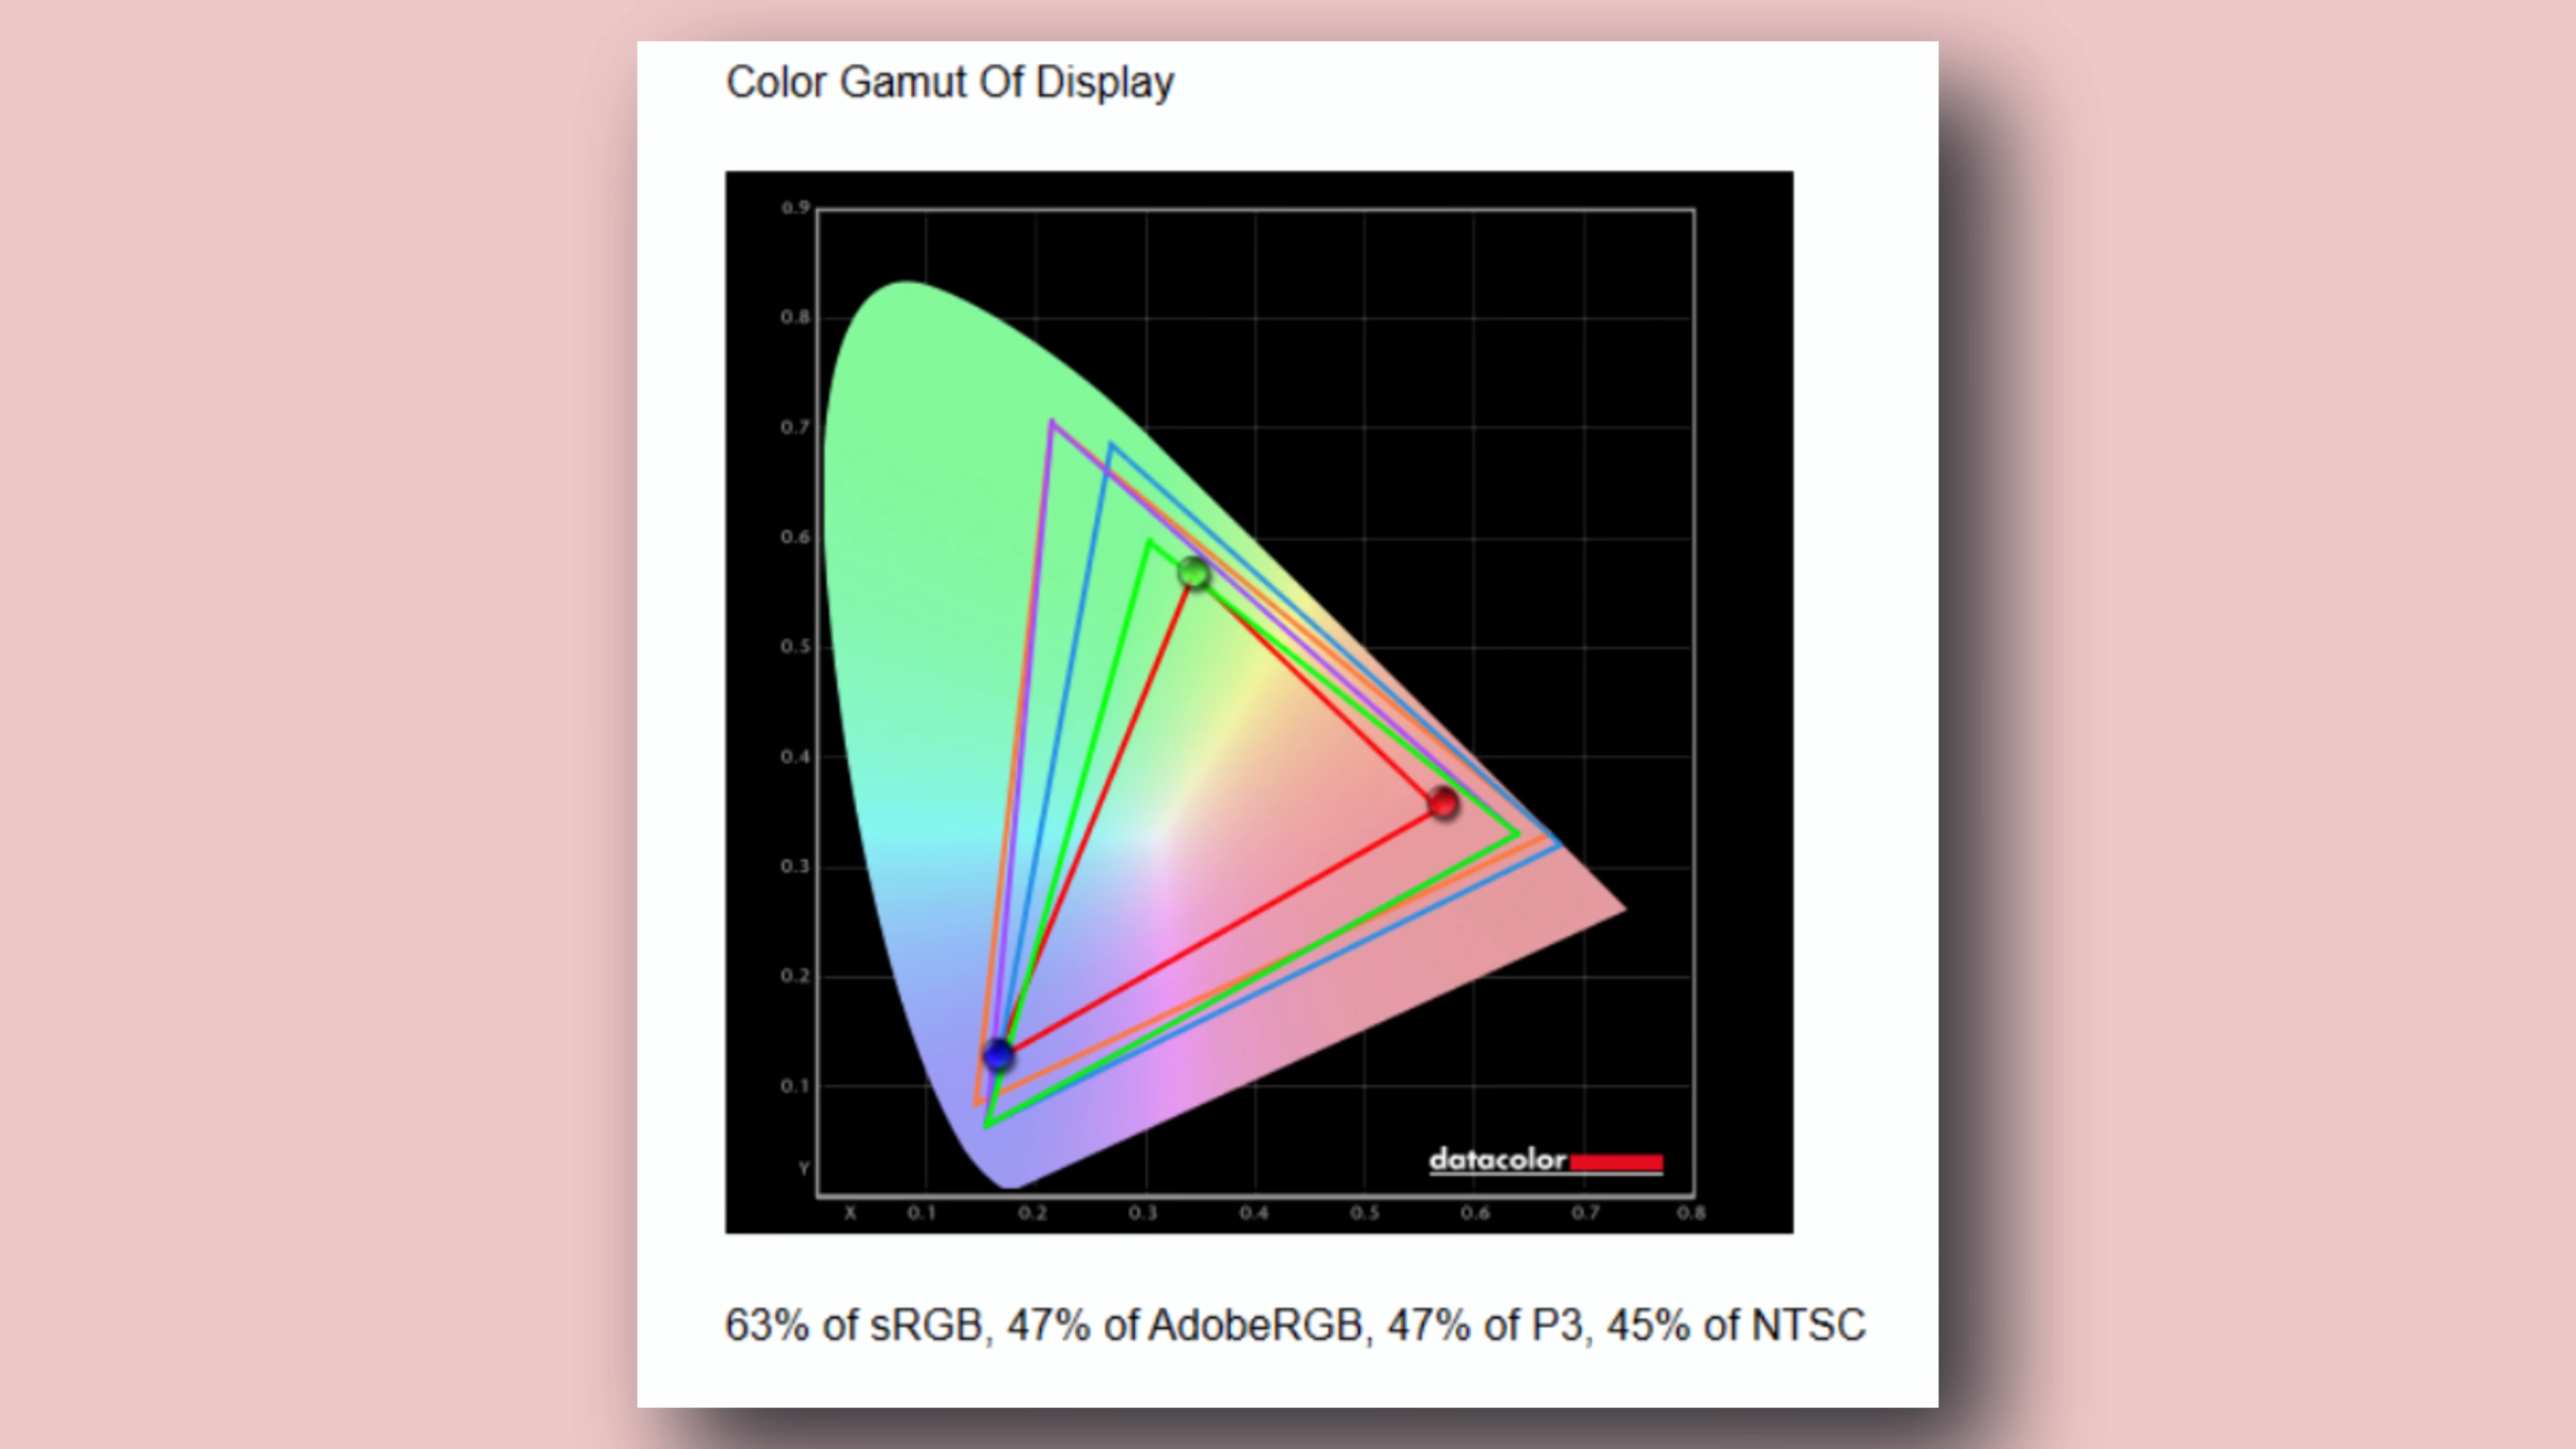 Color Gamut Of Display
0.9
0.8
0.7
0.6
0.5
0.4
0.3
0.2
0.1
Y
datacolor
X 0.1 0.2 0.3 0.4 0.5 0.6 0.7 0.8
63% of sRGB, 47% of AdobeRGB, 47% of P3, 45% of NTSC